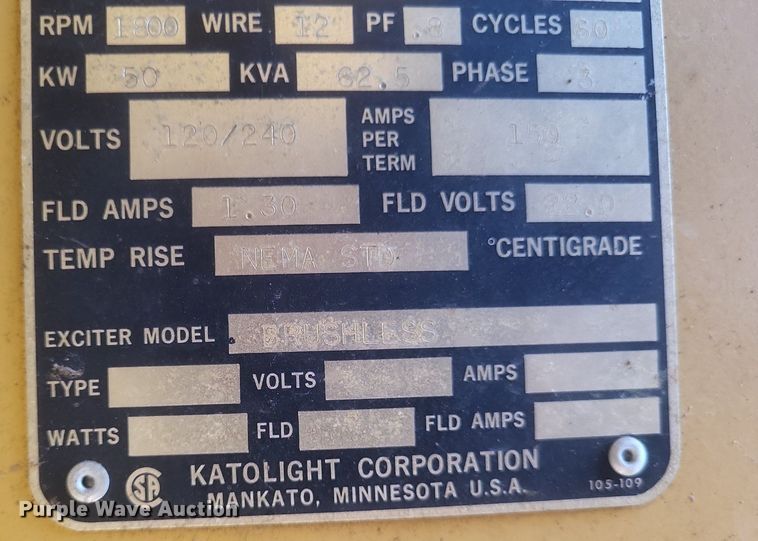 RPM 1800 WIRE 12 PF .8 CYCLES 60
KW 50 KVA 62.5 PHASE 3
VOLTS 120/240 AMPS PER TERM 150
FLD AMPS 1.30 FLD VOLTS
TEMP RISE NEMA STD °CENTIGRADE
EXCITER MODEL BRUSHLESS
TYPE VOLTS AMPS
WATTS FLD FLD AMPS
SA KATOLIGHT CORPORATION
MANKATO, MINNESOTA U.S.A. 105-109
Purple Wave Auction